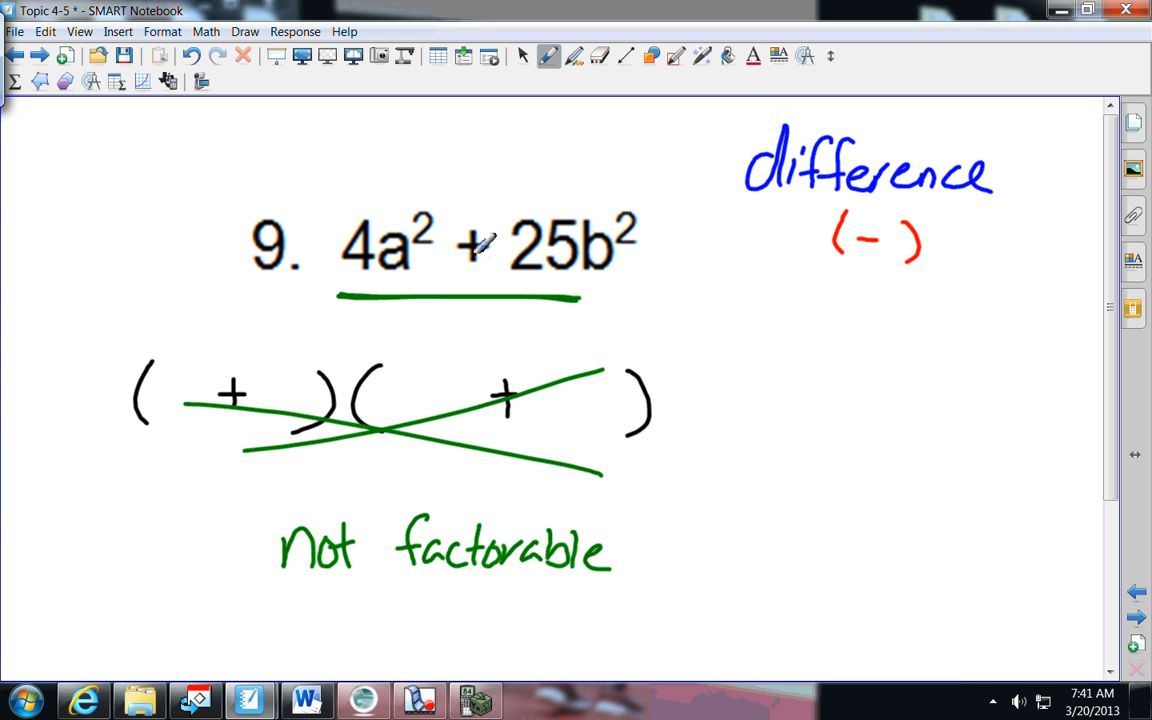 Topic 4-5 * - SMART Notebook
File Edit View Insert Format Math Draw Response Help
difference
(-)
9. 4a² + 25b²
( + )( + )
not factorable
7:41 AM
3/20/2013